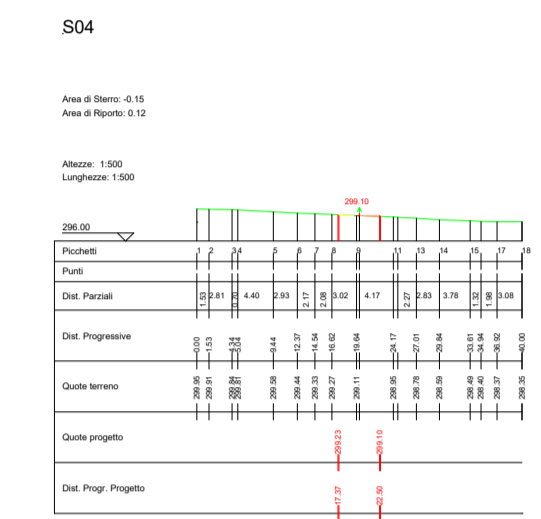 S04
Area di Sterro: -0.15
Area di Riporto: 0.12
Altezze: 1:500
Lunghezze: 1:500
299.10
296.00
Picchetti 1 2 3 4 5 6 7 8 9 11 13 14 15 17 18
Punti
Dist. Parziali 1.53 2.81 0.70 4.40 2.93 2.17 2.08 3.02 4.17 2.27 2.83 3.78 1.32 1.98 3.08
Dist. Progressive 0.00 1.53 4.34 5.04 9.44 12.37 14.54 16.62 19.64 24.17 27.01 29.84 33.61 34.94 36.92 40.00
Quote terreno 299.95 299.91 299.84 299.81 299.58 299.44 299.33 299.27 299.11 298.95 298.78 298.59 298.49 298.40 298.37 298.35
Quote progetto 299.23 299.10
Dist. Progr. Progetto 17.37 22.50